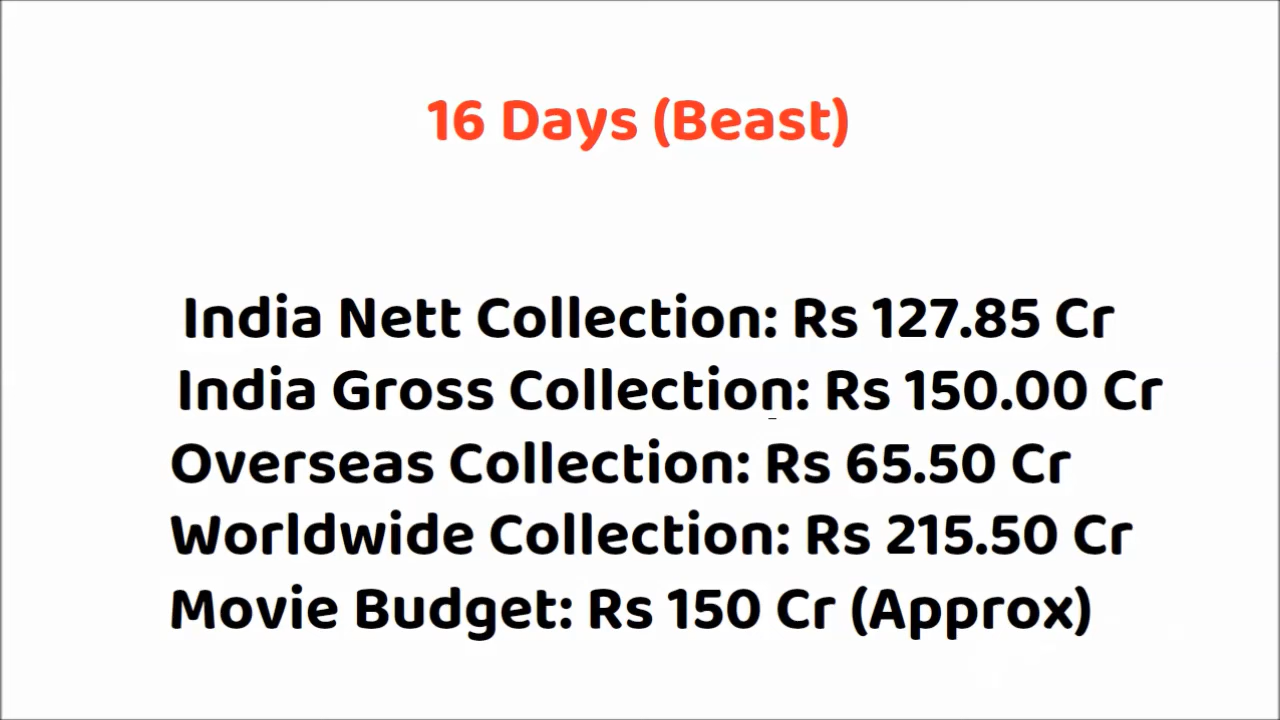 16 Days (Beast)
India Nett Collection: Rs 127.85 Cr
India Gross Collection: Rs 150.00 Cr
Overseas Collection: Rs 65.50 Cr
Worldwide Collection: Rs 215.50 Cr
Movie Budget: Rs 150 Cr (Approx)